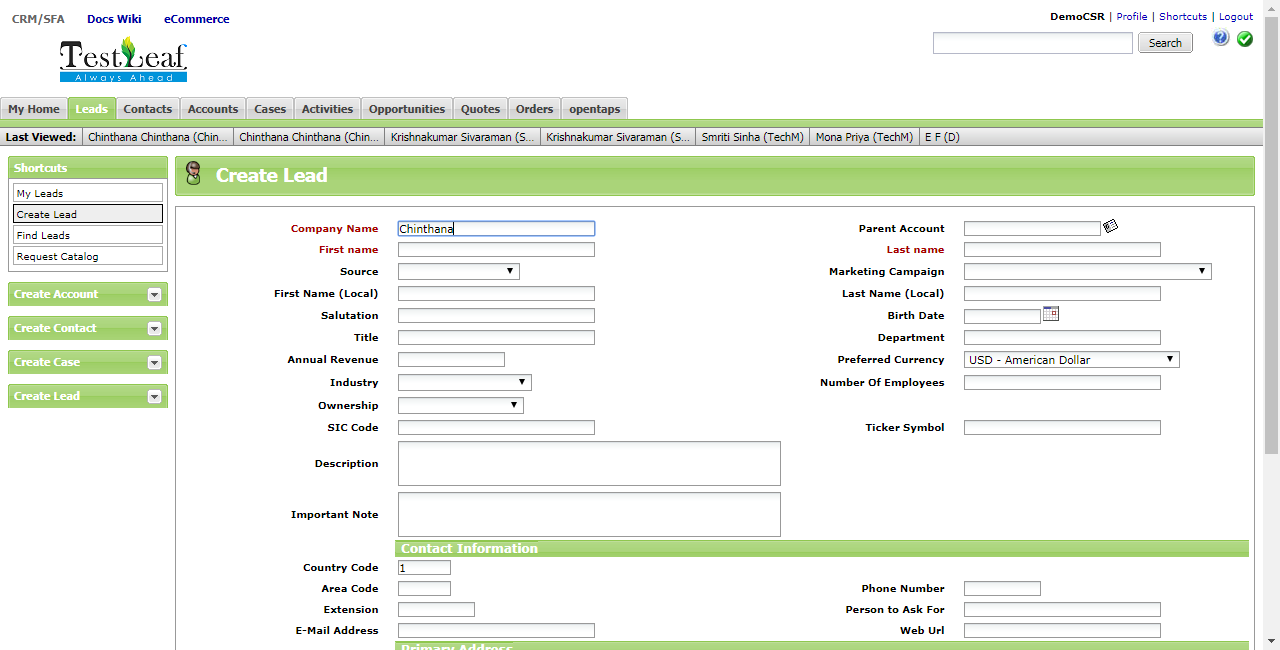 CRM/SFA Docs Wiki eCommerce
DemoCSR | Profile | Shortcuts | Logout
TestLeaf
Always Ahead
Search
My Home Leads Contacts Accounts Cases Activities Opportunities Quotes Orders opentaps
Last Viewed: Chinthana Chinthana (Chin... Chinthana Chinthana (Chin... Krishnakumar Sivaraman (S... Krishnakumar Sivaraman (S... Smriti Sinha (TechM) Mona Priya (TechM) E F (D)
Shortcuts
My Leads
Create Lead
Find Leads
Request Catalog
Create Account
Create Contact
Create Case
Create Lead
Create Lead
Company Name Chinthana Parent Account
First name Last name
Source Marketing Campaign
First Name (Local) Last Name (Local)
Salutation Birth Date
Title Department
Annual Revenue Preferred Currency USD - American Dollar
Industry Number Of Employees
Ownership
SIC Code Ticker Symbol
Description
Important Note
Contact Information
Country Code 1
Area Code Phone Number
Extension Person to Ask For
E-Mail Address Web Url
Primary Address